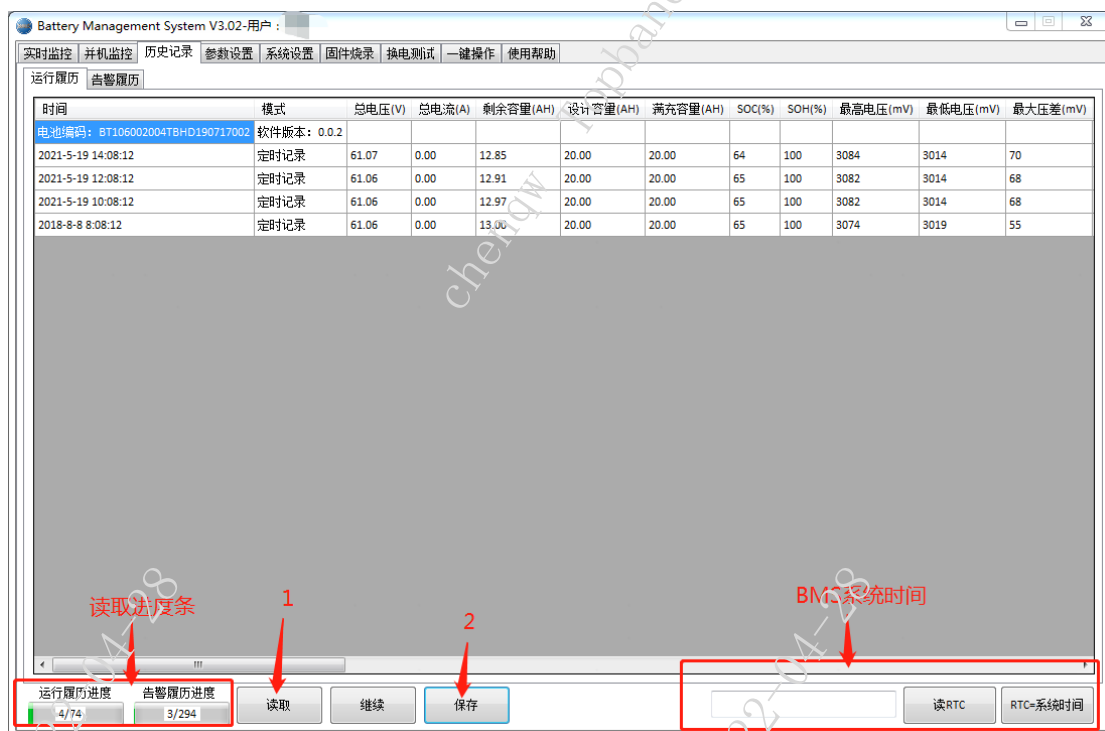 Battery Management System V3.02-用户：
实时监控 并机监控 历史记录 参数设置 系统设置 固件烧录 换电测试 一键操作 使用帮助
运行履历 告警履历
时间 模式 总电压(V) 总电流(A) 剩余容量(AH) 设计容量(AH) 满充容量(AH) SOC(%) SOH(%) 最高电压(mV) 最低电压(mV) 最大压差(mV)
电池编码：BT106002004TBHD190717002 软件版本：0.0.2
2021-5-19 14:08:12 定时记录 61.07 0.00 12.85 20.00 20.00 64 100 3084 3014 70
2021-5-19 12:08:12 定时记录 61.06 0.00 12.91 20.00 20.00 65 100 3082 3014 68
2021-5-19 10:08:12 定时记录 61.06 0.00 12.97 20.00 20.00 65 100 3082 3014 68
2018-8-8 8:08:12 定时记录 61.06 0.00 13.00 20.00 20.00 65 100 3074 3019 55
chenqw
读取进度条 1 2 BMS系统时间
运行履历进度 告警履历进度
4/74 3/294 读取 继续 保存 读RTC RTC=系统时间